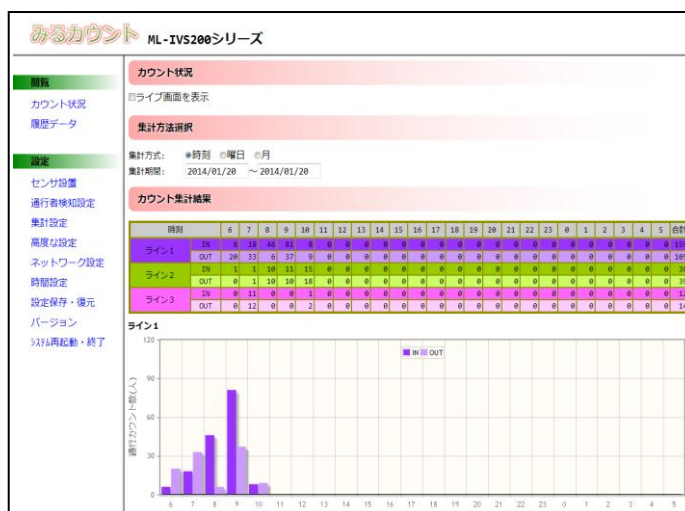 みるカウント ML-IVS200シリーズ
閲覧
カウント状況
履歴データ
設定
センサ設置
通行者検知設定
集計設定
高度な設定
ネットワーク設定
時間設定
設定保存・復元
バージョン
システム再起動・終了
カウント状況
ライブ画面を表示
集計方法選択
集計方式: 時刻 曜日 月
集計期間: 2014/01/20 ～ 2014/01/20
カウント集計結果
時刻 6 7 8 9 10 11 12 13 14 15 16 17 18 19 20 21 22 23 0 1 2 3 4 5 合計
ライン1 IN 6 18 46 81 8 0 0 0 0 0 0 0 0 0 0 0 0 0 0 0 0 0 0 0
OUT 20 33 6 37 9 0 0 0 0 0 0 0 0 0 0 0 0 0 0 0 0 0 0 0
ライン2 IN 1 1 10 11 15 0 0 0 0 0 0 0 0 0 0 0 0 0 0 0 0 0 0 0
OUT 0 1 10 10 18 0 0 0 0 0 0 0 0 0 0 0 0 0 0 0 0 0 0 0
ライン3 IN 0 11 0 0 1 0 0 0 0 0 0 0 0 0 0 0 0 0 0 0 0 0 0 0
OUT 0 12 0 0 2 0 0 0 0 0 0 0 0 0 0 0 0 0 0 0 0 0 0 0
ライン1
IN OUT
通行カウント数(人)
120
90
60
30
0
6 7 8 9 10 11 12 13 14 15 16 17 18 19 20 21 22 23 0 1 2 3 4 5